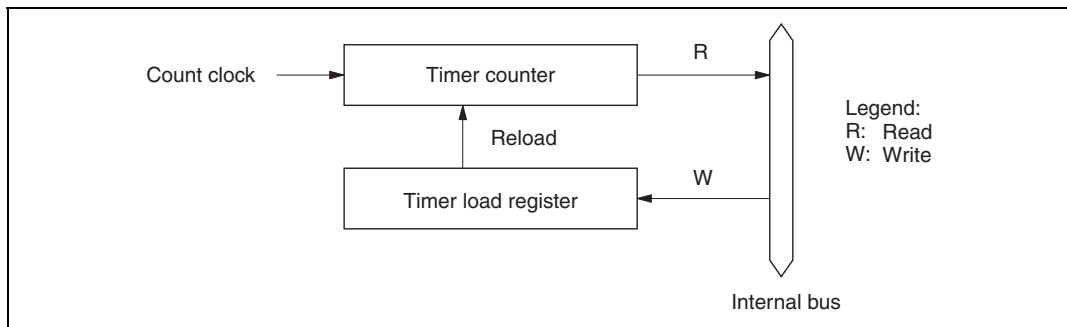 Count clock
Timer counter
R
Reload
Legend:
R: Read
W: Write
Timer load register
W
Internal bus